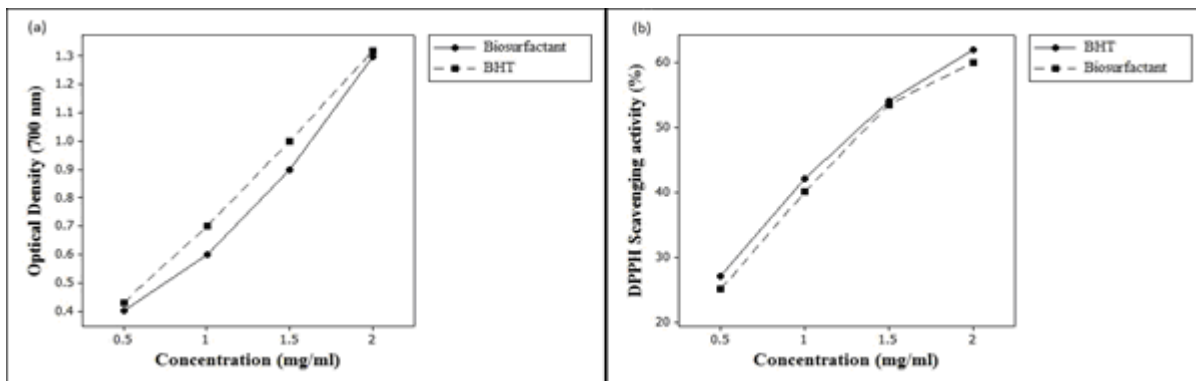 (a)
Optical Density (700 nm)
1.3
1.2
1.1
1.0
0.9
0.8
0.7
0.6
0.5
0.4
0.5 1 1.5 2
Concentration (mg/ml)
Biosurfactant
BHT
(b)
DPPH Scavenging activity (%)
60
50
40
30
20
0.5 1 1.5 2
Concentration (mg/ml)
BHT
Biosurfactant